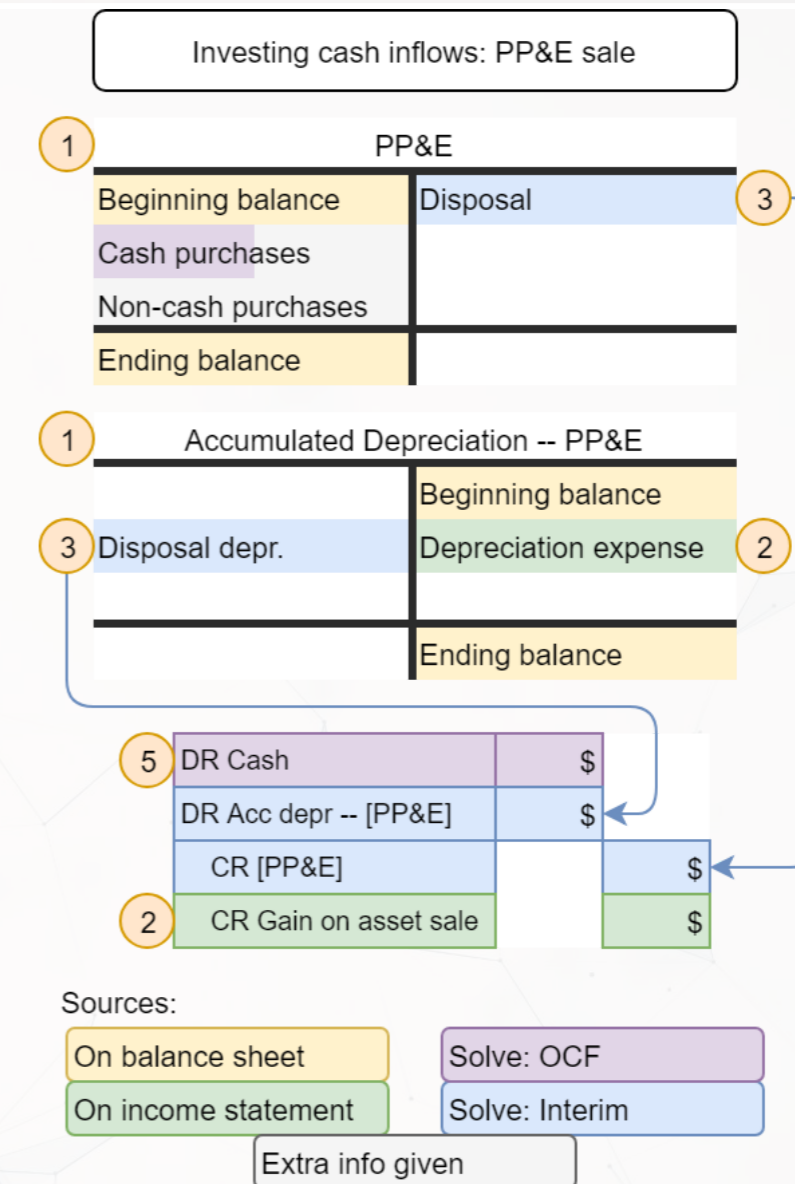 Investing cash inflows: PP&E sale
1
PP&E
Beginning balance
Disposal
3
Cash purchases
Non-cash purchases
Ending balance
1
Accumulated Depreciation -- PP&E
Beginning balance
3
Disposal depr.
Depreciation expense
2
Ending balance
5
DR Cash
$
DR Acc depr -- [PP&E]
$
CR [PP&E]
$
2
CR Gain on asset sale
$
Sources:
On balance sheet
Solve: OCF
On income statement
Solve: Interim
Extra info given